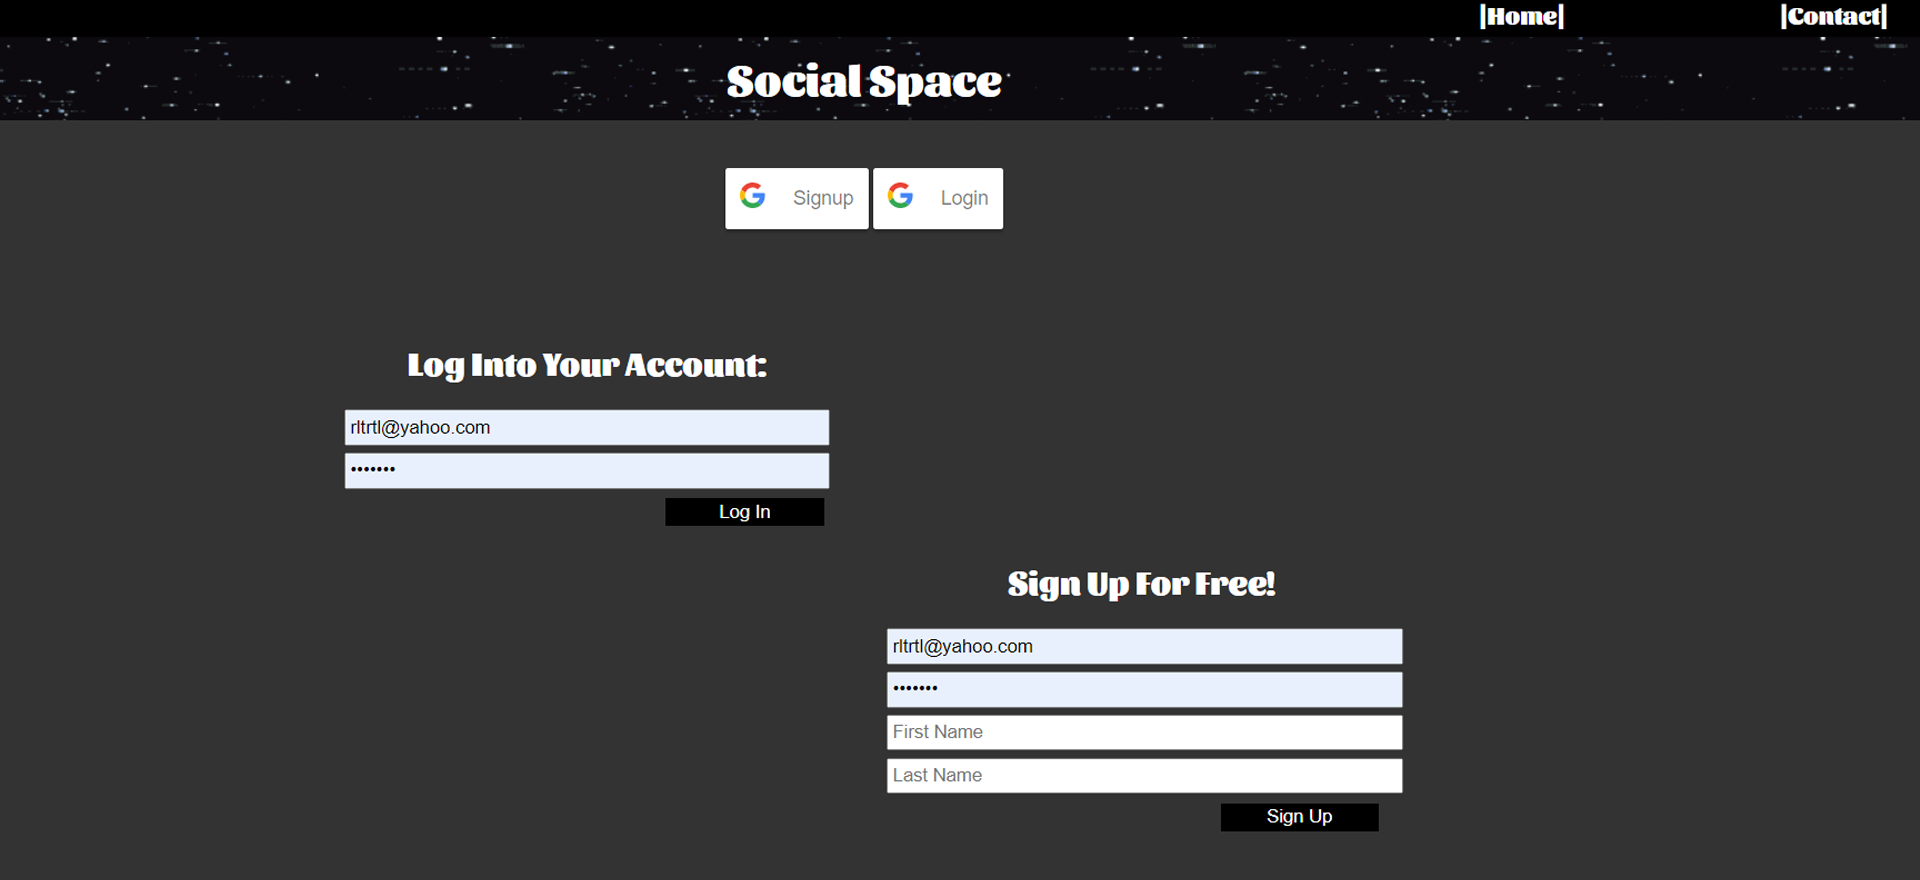 |Home| |Contact|
Social Space
Signup Login
Log Into Your Account:
rltrtl@yahoo.com
•••••••
Log In
Sign Up For Free!
rltrtl@yahoo.com
•••••••
First Name
Last Name
Sign Up